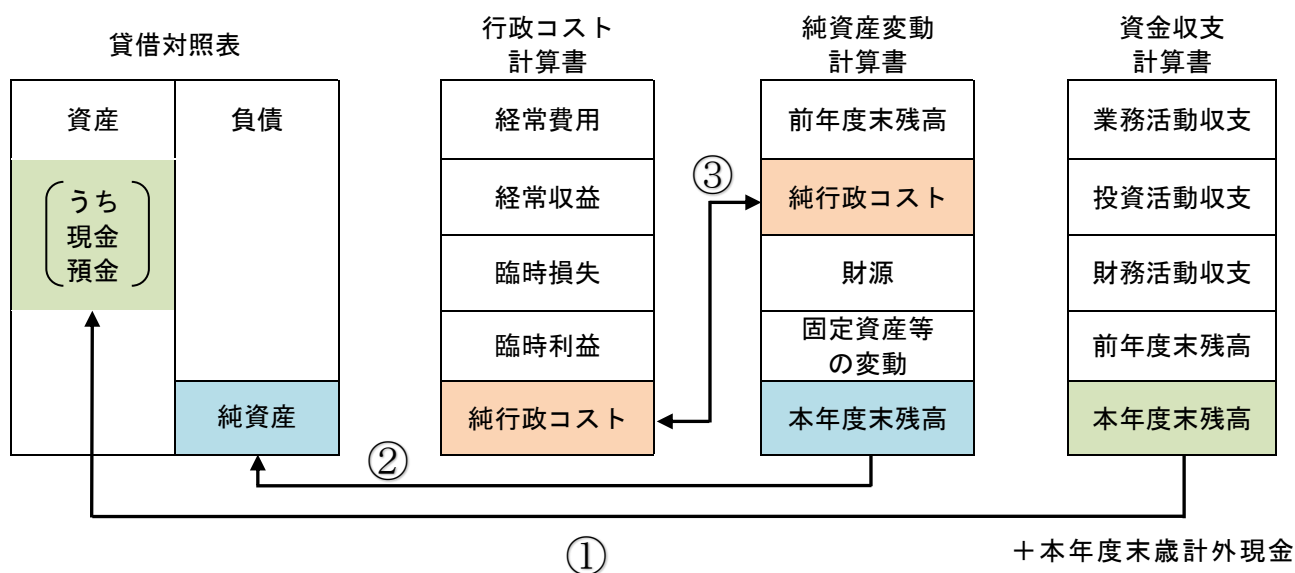 貸借対照表
資産
負債
うち
現金
預金
純資産
行政コスト
計算書
経常費用
経常収益
臨時損失
臨時利益
純行政コスト
純資産変動
計算書
前年度末残高
純行政コスト
財源
固定資産等
の変動
本年度末残高
資金収支
計算書
業務活動収支
投資活動収支
財務活動収支
前年度末残高
本年度末残高
③
②
①
＋本年度末歳計外現金